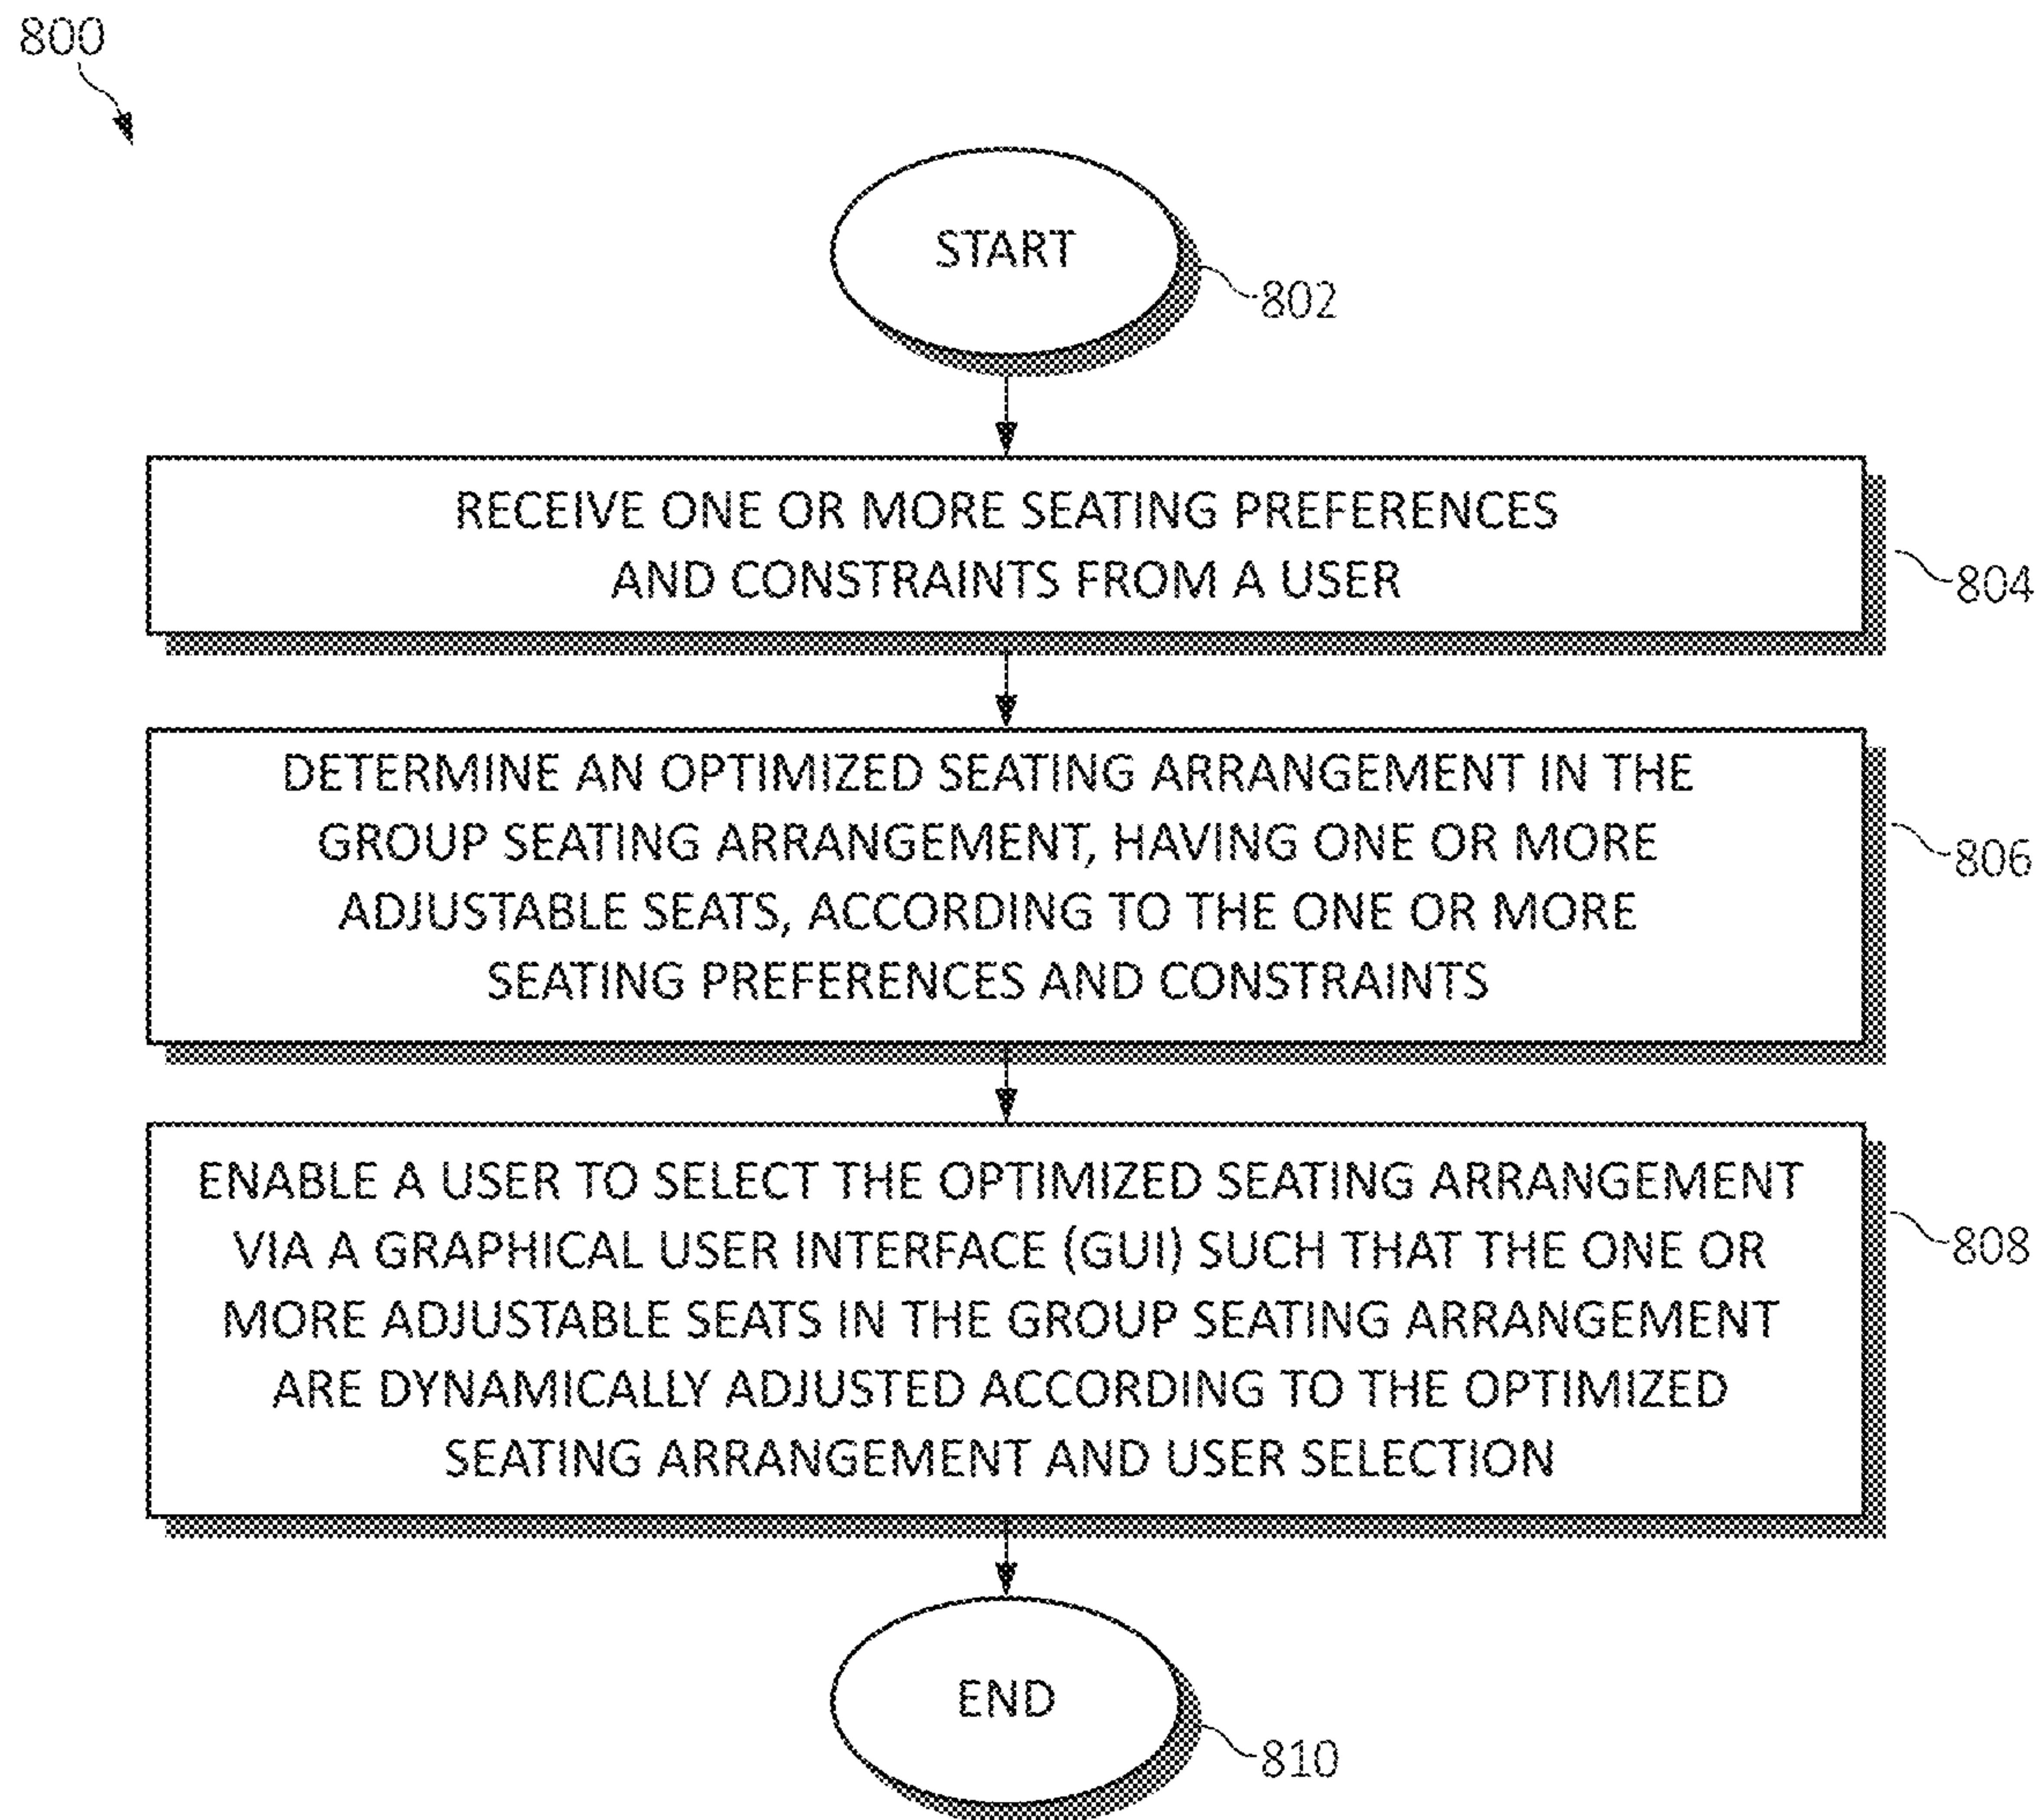 800
START
802
RECEIVE ONE OR MORE SEATING PREFERENCES
AND CONSTRAINTS FROM A USER
804
DETERMINE AN OPTIMIZED SEATING ARRANGEMENT IN THE
GROUP SEATING ARRANGEMENT, HAVING ONE OR MORE
ADJUSTABLE SEATS, ACCORDING TO THE ONE OR MORE
SEATING PREFERENCES AND CONSTRAINTS
806
ENABLE A USER TO SELECT THE OPTIMIZED SEATING ARRANGEMENT
VIA A GRAPHICAL USER INTERFACE (GUI) SUCH THAT THE ONE OR
MORE ADJUSTABLE SEATS IN THE GROUP SEATING ARRANGEMENT
ARE DYNAMICALLY ADJUSTED ACCORDING TO THE OPTIMIZED
SEATING ARRANGEMENT AND USER SELECTION
808
END
810